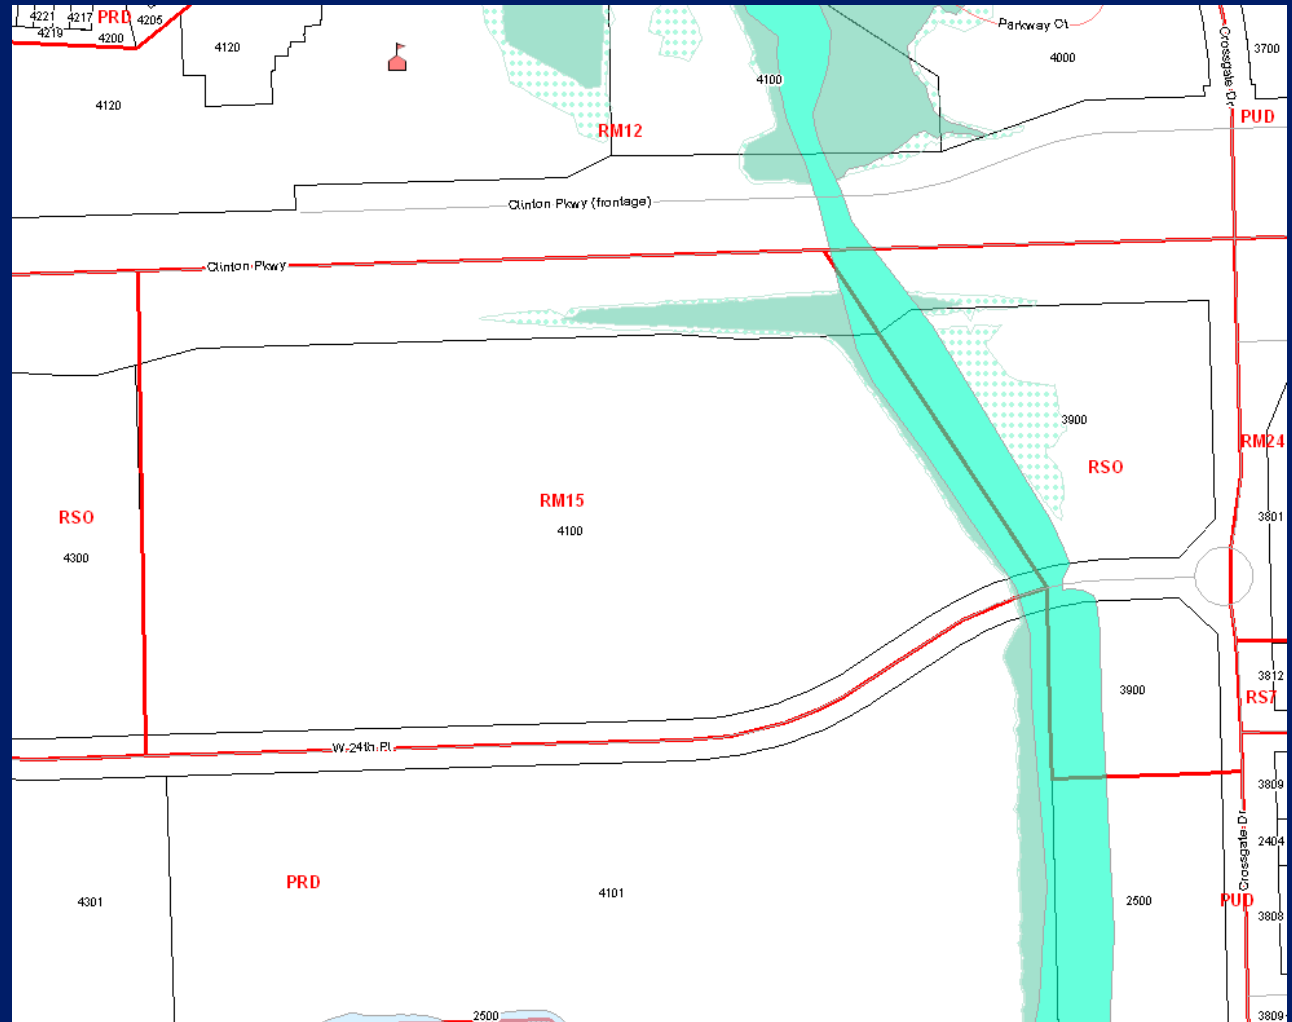 4221
4217
PRD
4205
4219
4200
4120
4120
Parkway Ct
4000
Crossgate Dr
3700
4100
RM12
PUD
Clinton Pkwy (frontage)
Clinton Pkwy
3900
RSO
RM24
RM15
4100
RSO
4300
3801
3812
3900
RS7
W 24th Pl
3809
Crossgate Dr
2404
PRD
4101
4301
2500
PUD
3808
2500
3809